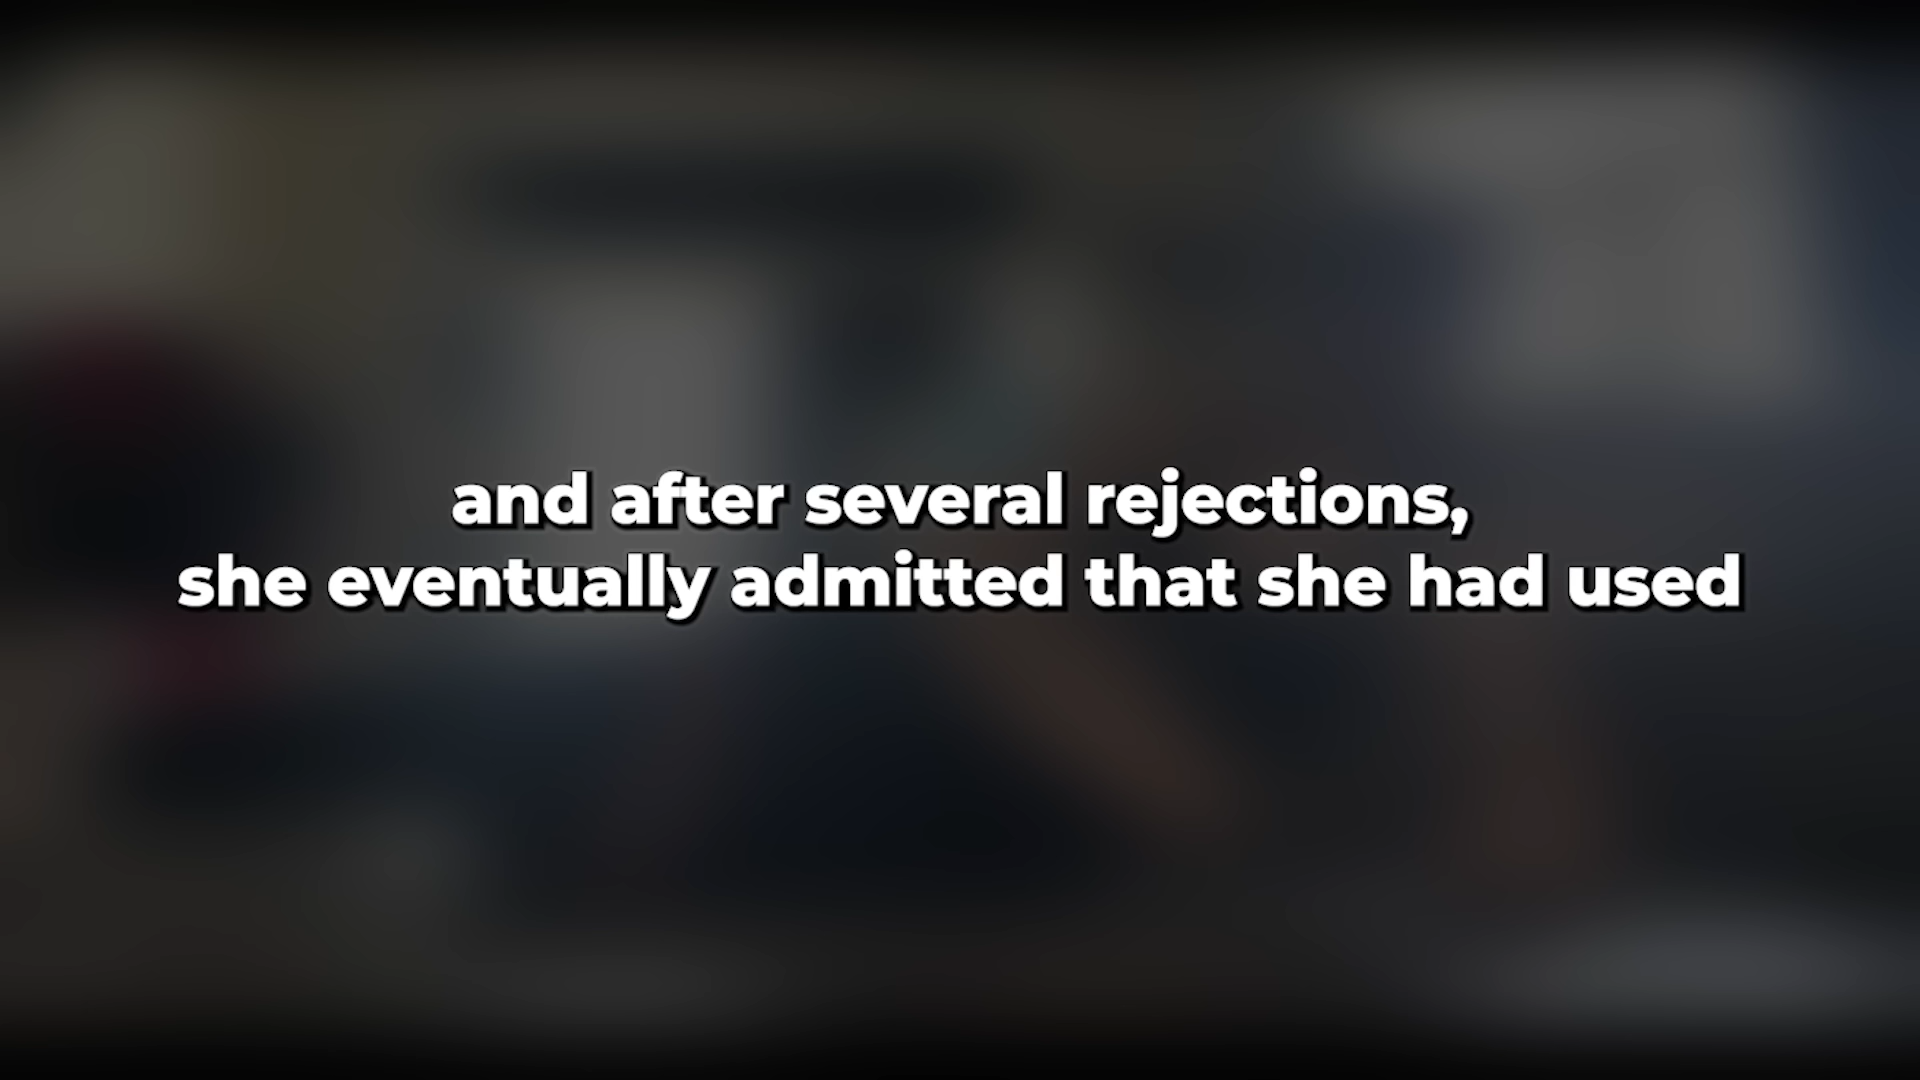 and after several rejections,
she eventually admitted that she had used